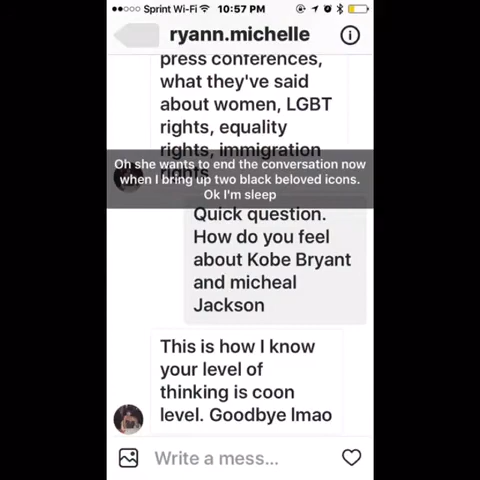 Sprint Wi-Fi 10:57 PM
ryann.michelle
press conferences,
what they've said
about women, LGBT
rights, equality
rights, immigration
rights
Oh she wants to end the conversation now
when I bring up two black beloved icons.
Ok I'm sleep
Quick question.
How do you feel
about Kobe Bryant
and micheal
Jackson
This is how I know
your level of
thinking is coon
level. Goodbye lmao
Write a mess...